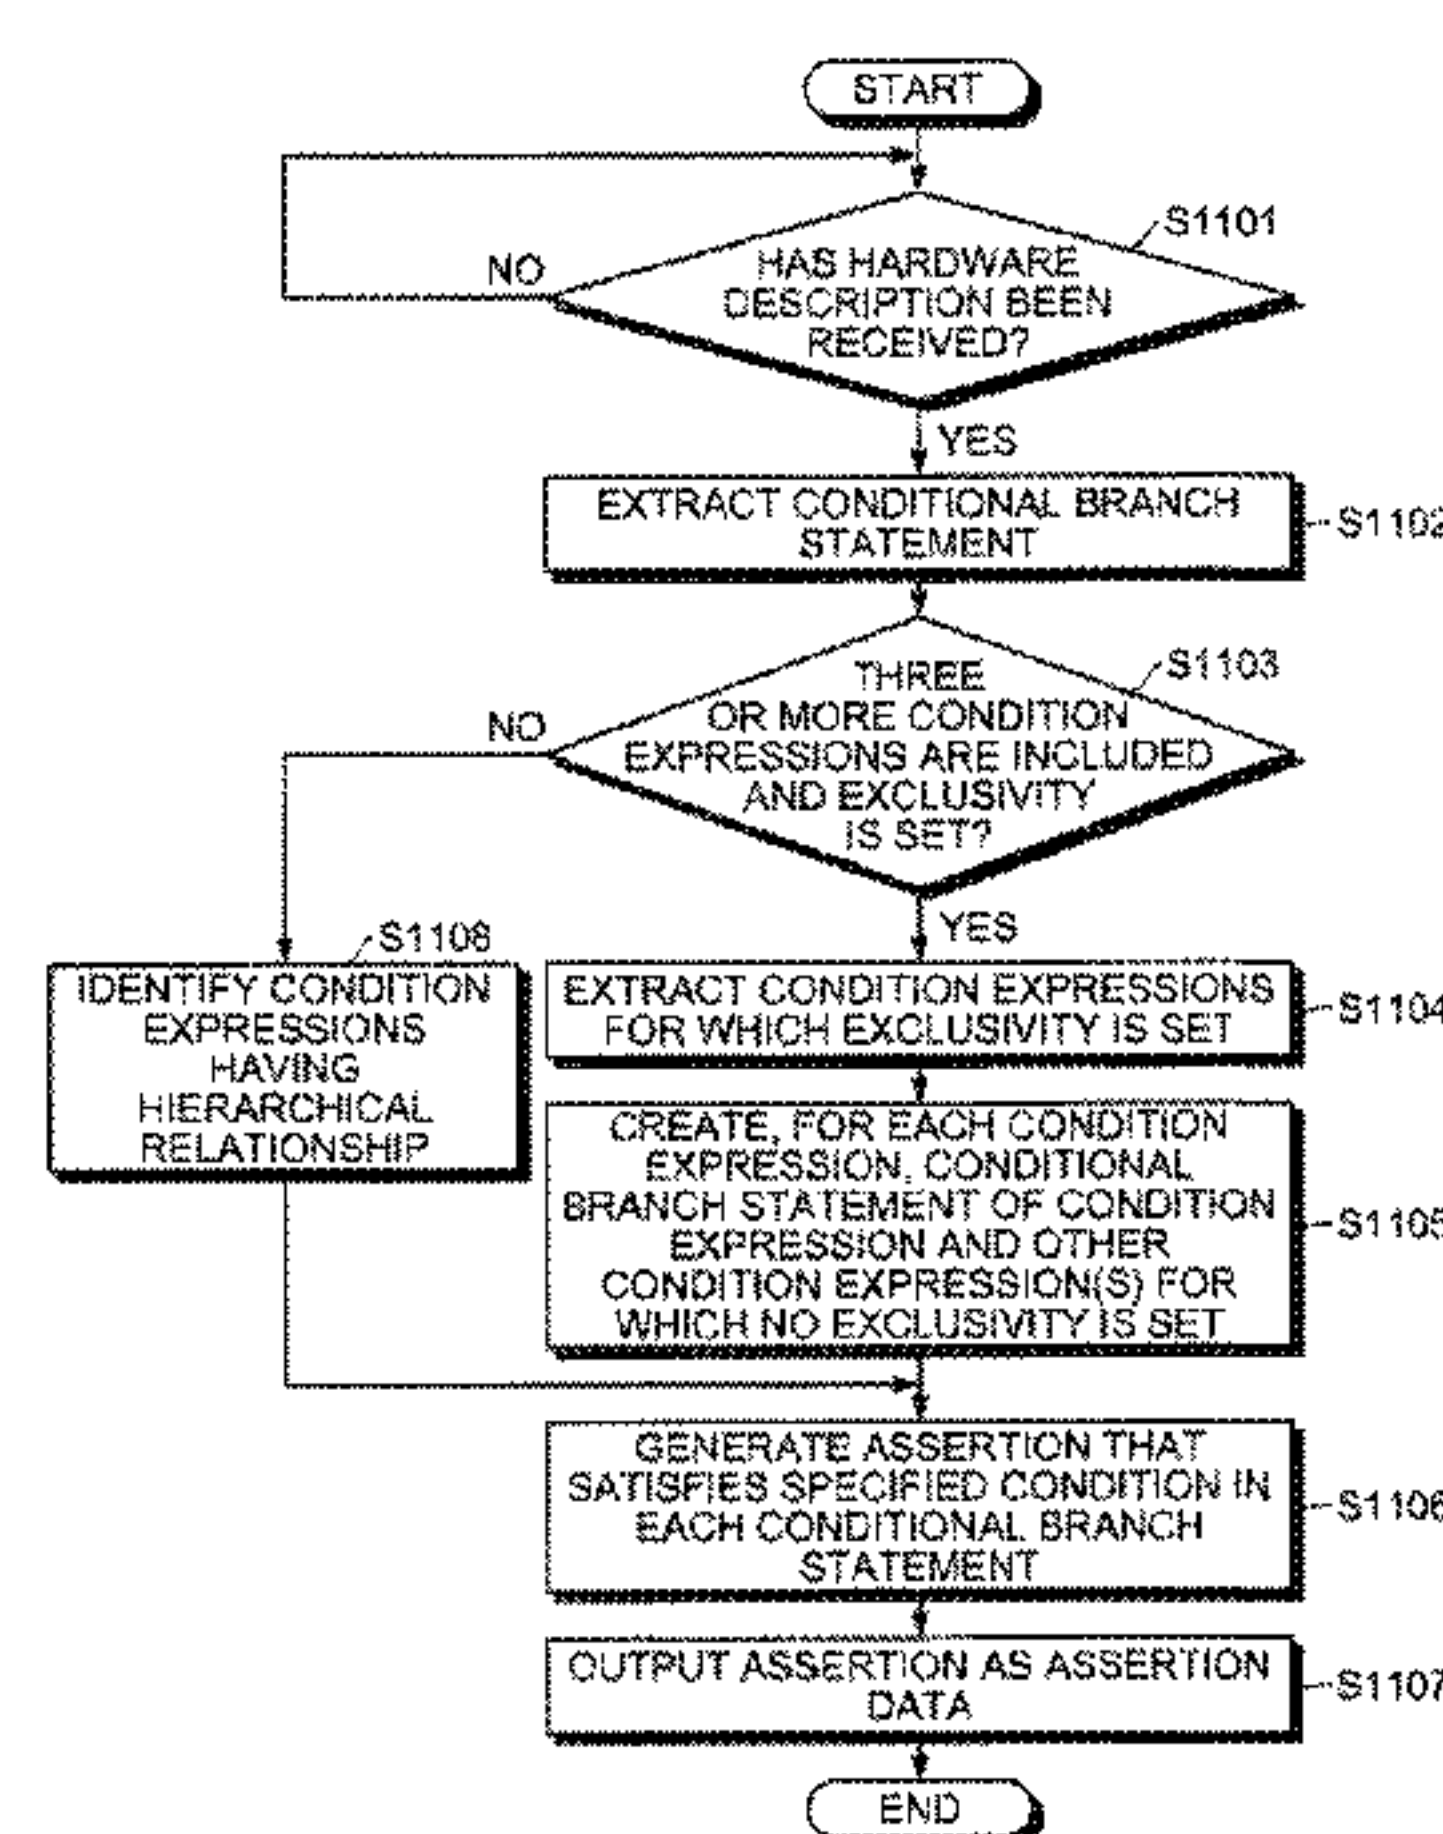 START
S1101
NO
HAS HARDWARE
DESCRIPTION BEEN
RECEIVED?
YES
EXTRACT CONDITIONAL BRANCH
STATEMENT
S1102
S1103
NO
THREE
OR MORE CONDITION
EXPRESSIONS ARE INCLUDED
AND EXCLUSIVITY
IS SET?
YES
S1108
IDENTIFY CONDITION
EXPRESSIONS
HAVING
HIERARCHICAL
RELATIONSHIP
EXTRACT CONDITION EXPRESSIONS
FOR WHICH EXCLUSIVITY IS SET
S1104
CREATE, FOR EACH CONDITION
EXPRESSION, CONDITIONAL
BRANCH STATEMENT OF CONDITION
EXPRESSION AND OTHER
CONDITION EXPRESSION(S) FOR
WHICH NO EXCLUSIVITY IS SET
S1105
GENERATE ASSERTION THAT
SATISFIES SPECIFIED CONDITION IN
EACH CONDITIONAL BRANCH
STATEMENT
S1106
OUTPUT ASSERTION AS ASSERTION
DATA
S1107
END